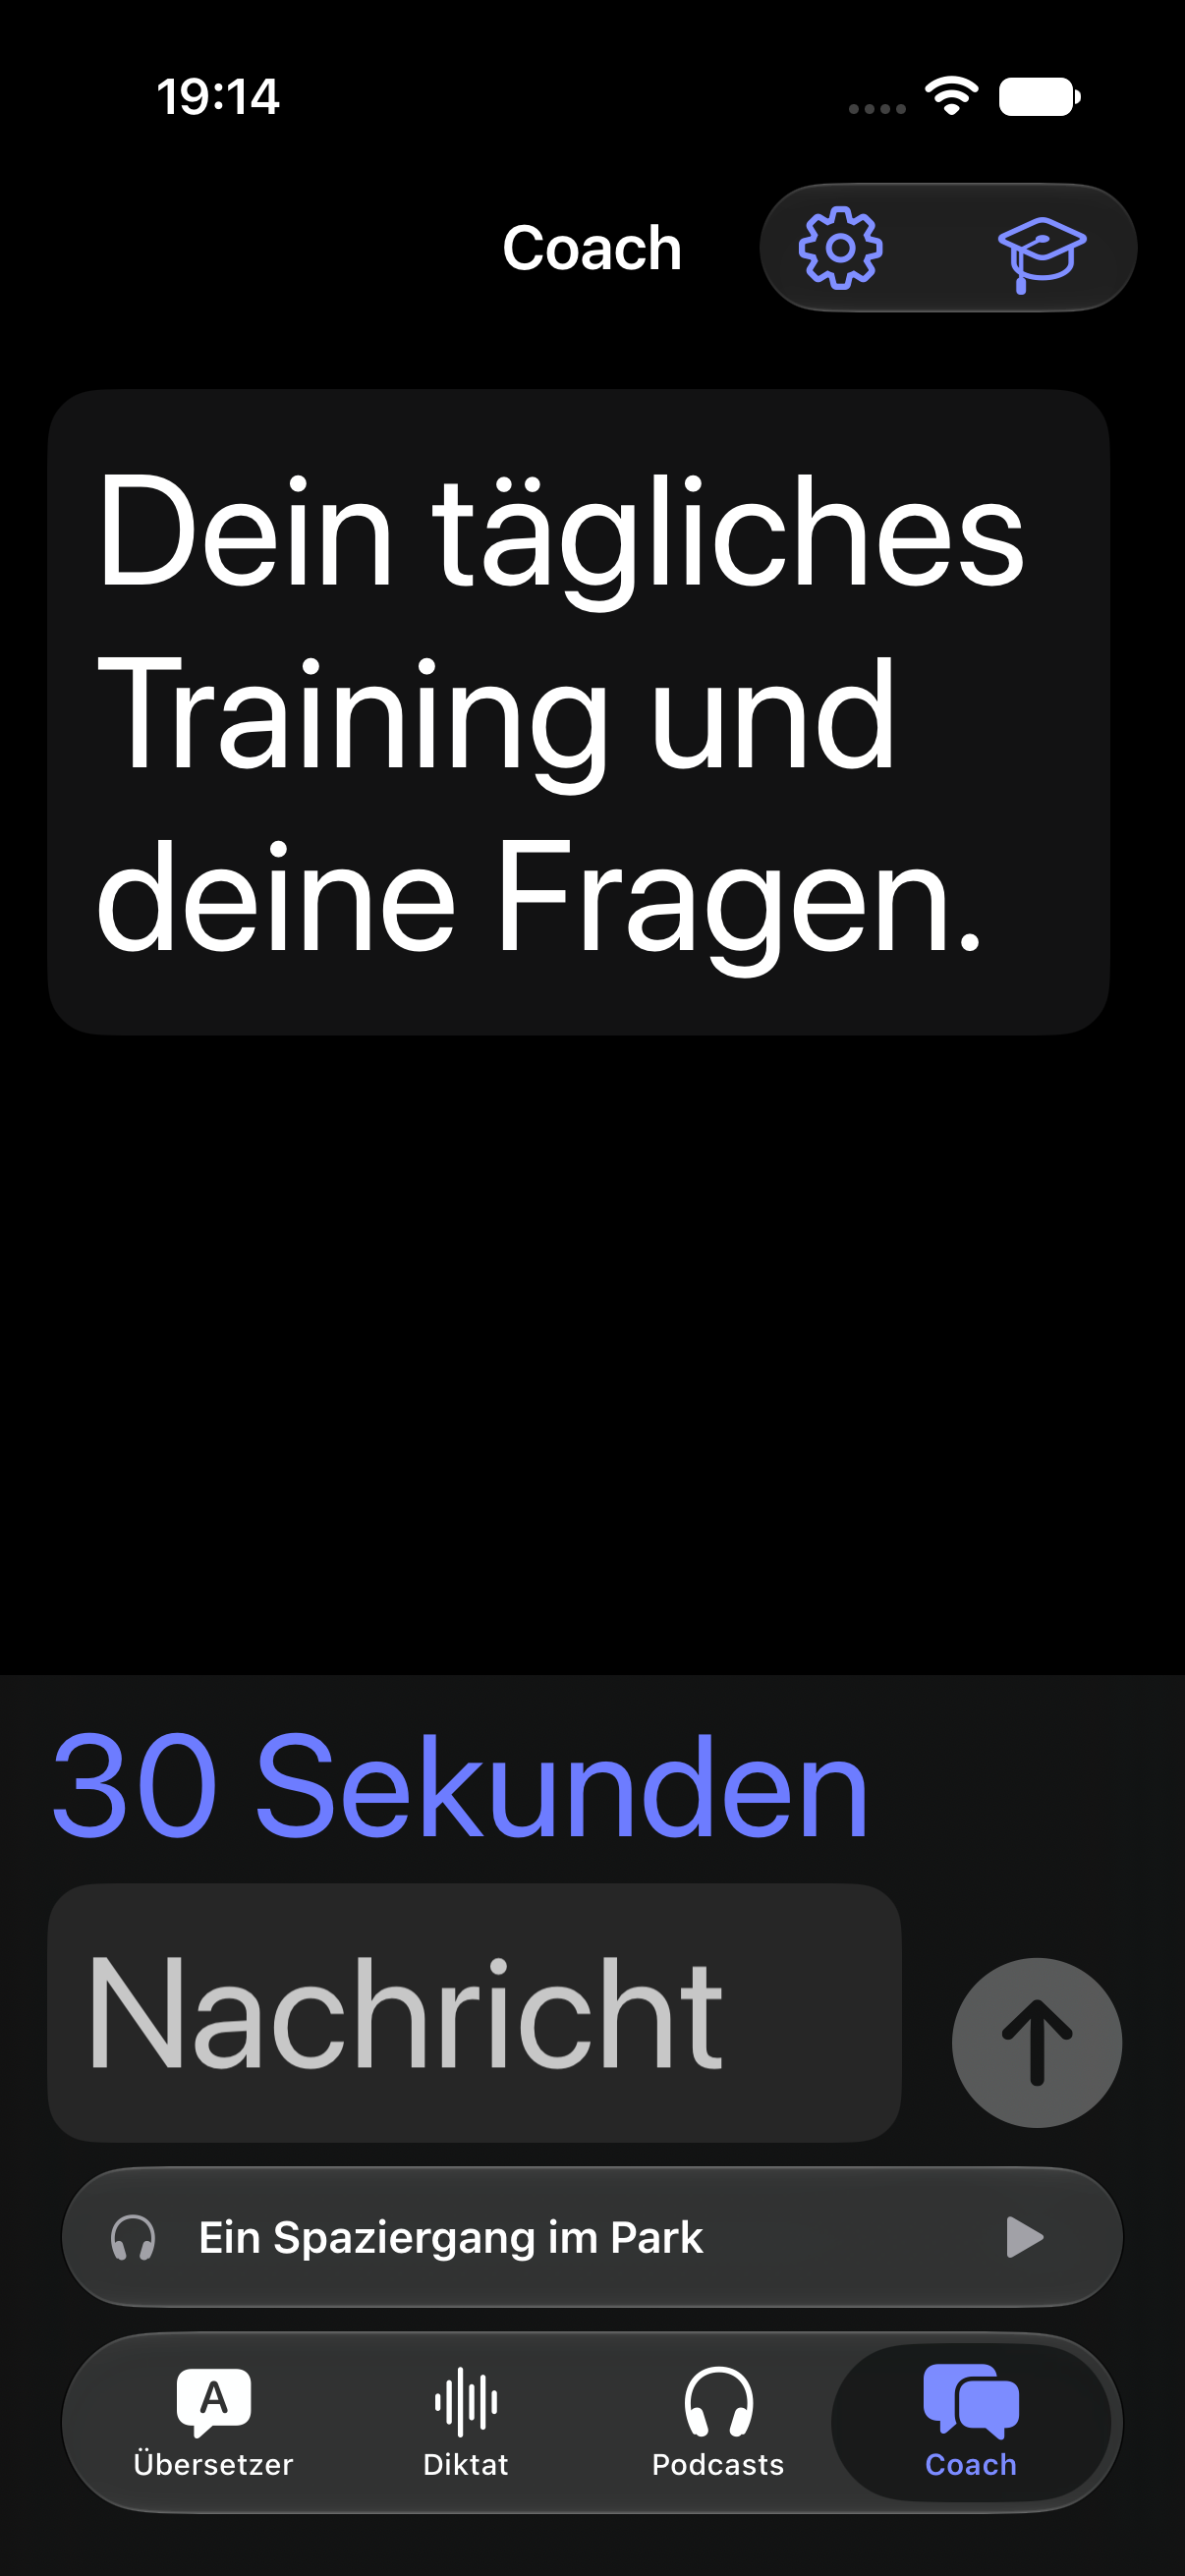 19:14
Coach
Dein tägliches
Training und
deine Fragen.
30 Sekunden
Nachricht
Ein Spaziergang im Park
A
Übersetzer
Diktat
Podcasts
Coach